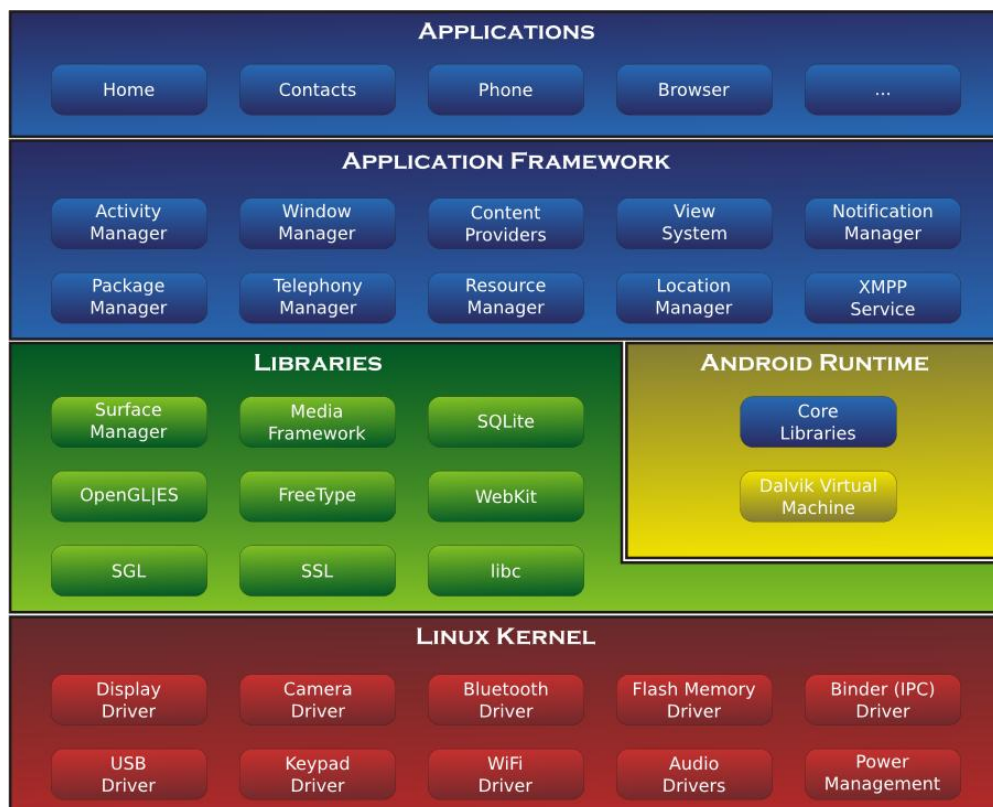 APPLICATIONS
Home
Contacts
Phone
Browser
...
APPLICATION FRAMEWORK
Activity
Manager
Window
Manager
Content
Providers
View
System
Notification
Manager
Package
Manager
Telephony
Manager
Resource
Manager
Location
Manager
XMPP
Service
LIBRARIES
Surface
Manager
Media
Framework
SQLite
OpenGL|ES
FreeType
WebKit
SGL
SSL
libc
ANDROID RUNTIME
Core
Libraries
Dalvik Virtual
Machine
LINUX KERNEL
Display
Driver
Camera
Driver
Bluetooth
Driver
Flash Memory
Driver
Binder (IPC)
Driver
USB
Driver
Keypad
Driver
WiFi
Driver
Audio
Drivers
Power
Management